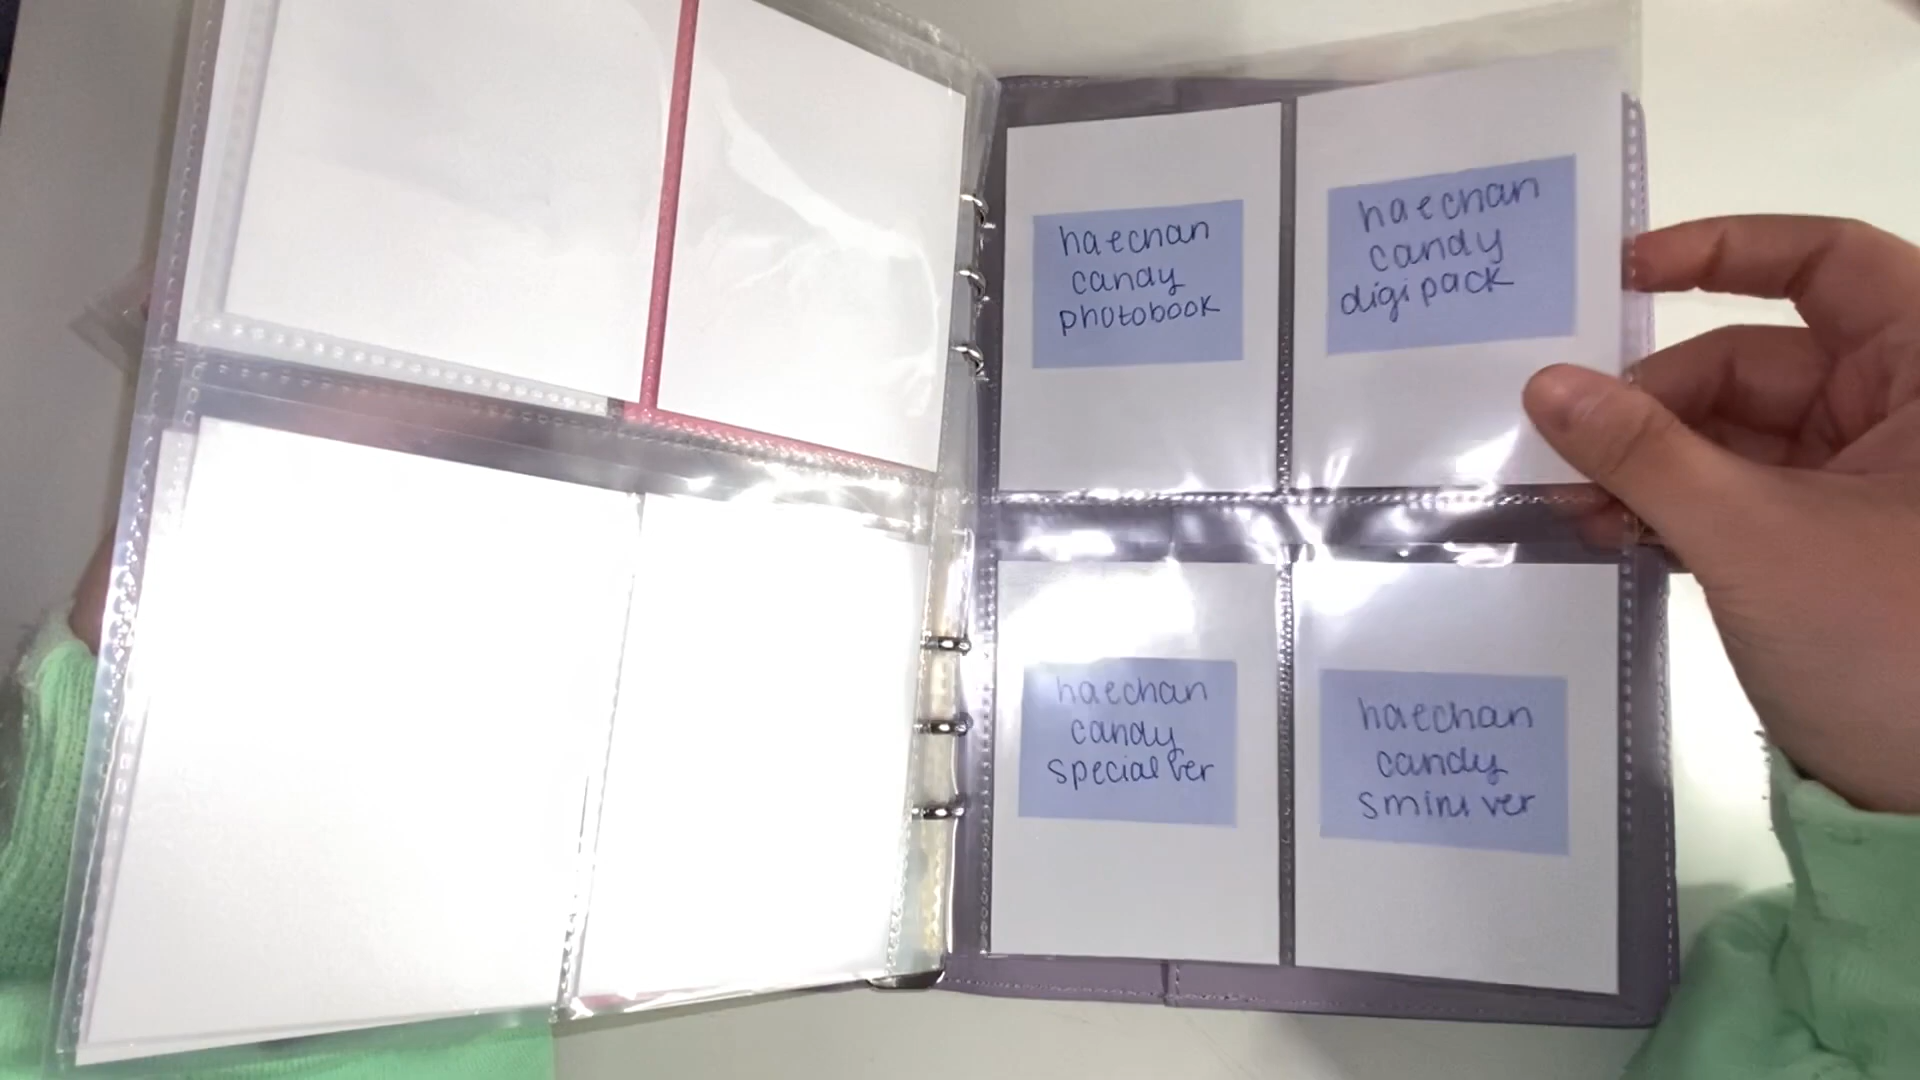 haechan
candy
photobook
haechan
candy
digipack
haechan
candy
special ver
haechan
candy
smini ver